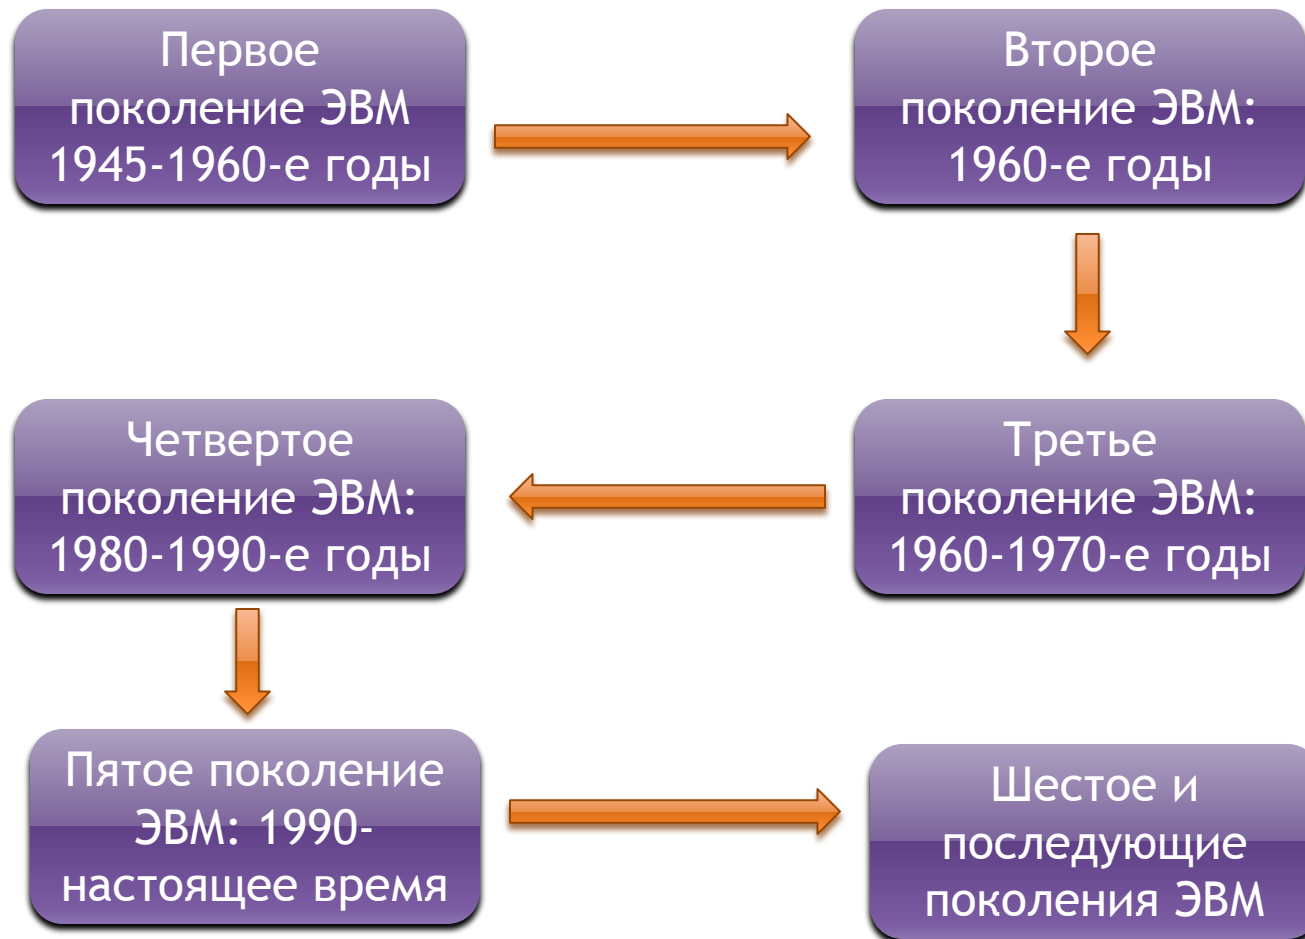 Первое
поколение ЭВМ
1945-1960-е годы
Второе
поколение ЭВМ:
1960-е годы
Третье
поколение ЭВМ:
1960-1970-е годы
Четвертое
поколение ЭВМ:
1980-1990-е годы
Пятое поколение
ЭВМ: 1990-
настоящее время
Шестое и
последующие
поколения ЭВМ